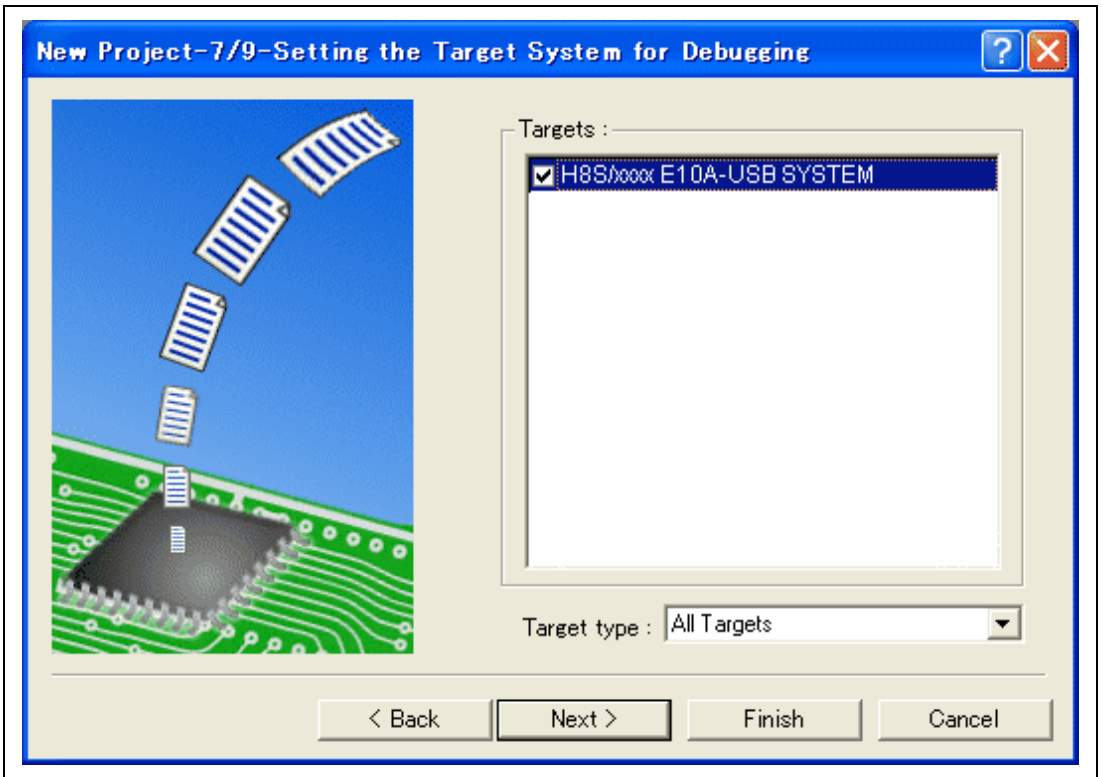 New Project-7/9-Setting the Target System for Debugging
Targets :
H8S/xxxx E10A-USB SYSTEM
Target type : All Targets
< Back Next > Finish Cancel